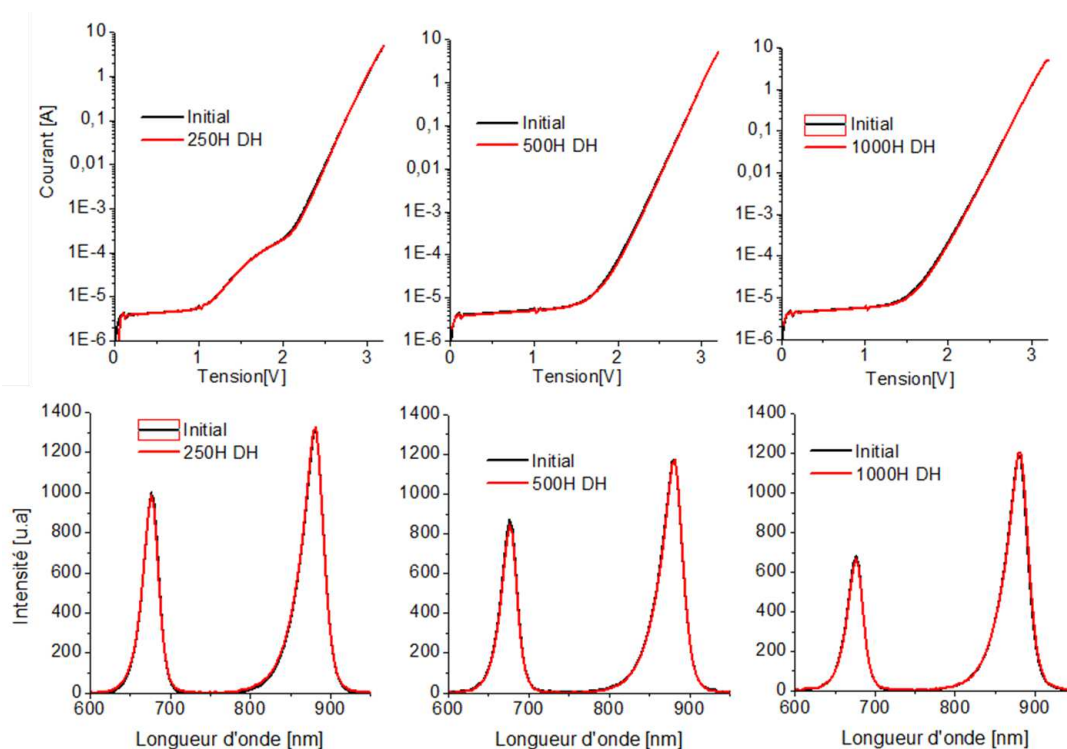 10
1
0,1
0,01
1E-3
1E-4
1E-5
1E-6
Courant [A]
Initial
250H DH
0
1
2
3
Tension[V]
10
1
0,1
0,01
1E-3
1E-4
1E-5
1E-6
Initial
500H DH
0
1
2
3
Tension[V]
10
1
0,1
0,01
1E-3
1E-4
1E-5
1E-6
Initial
1000H DH
0
1
2
3
Tension[V]
1400
1200
1000
800
600
400
200
0
Intensité [u.a]
Initial
250H DH
600
700
800
900
Longueur d'onde [nm]
1400
1200
1000
800
600
400
200
0
Initial
500H DH
600
700
800
900
Longueur d'onde [nm]
1400
1200
1000
800
600
400
200
0
Initial
1000H DH
600
700
800
900
Longueur d'onde [nm]